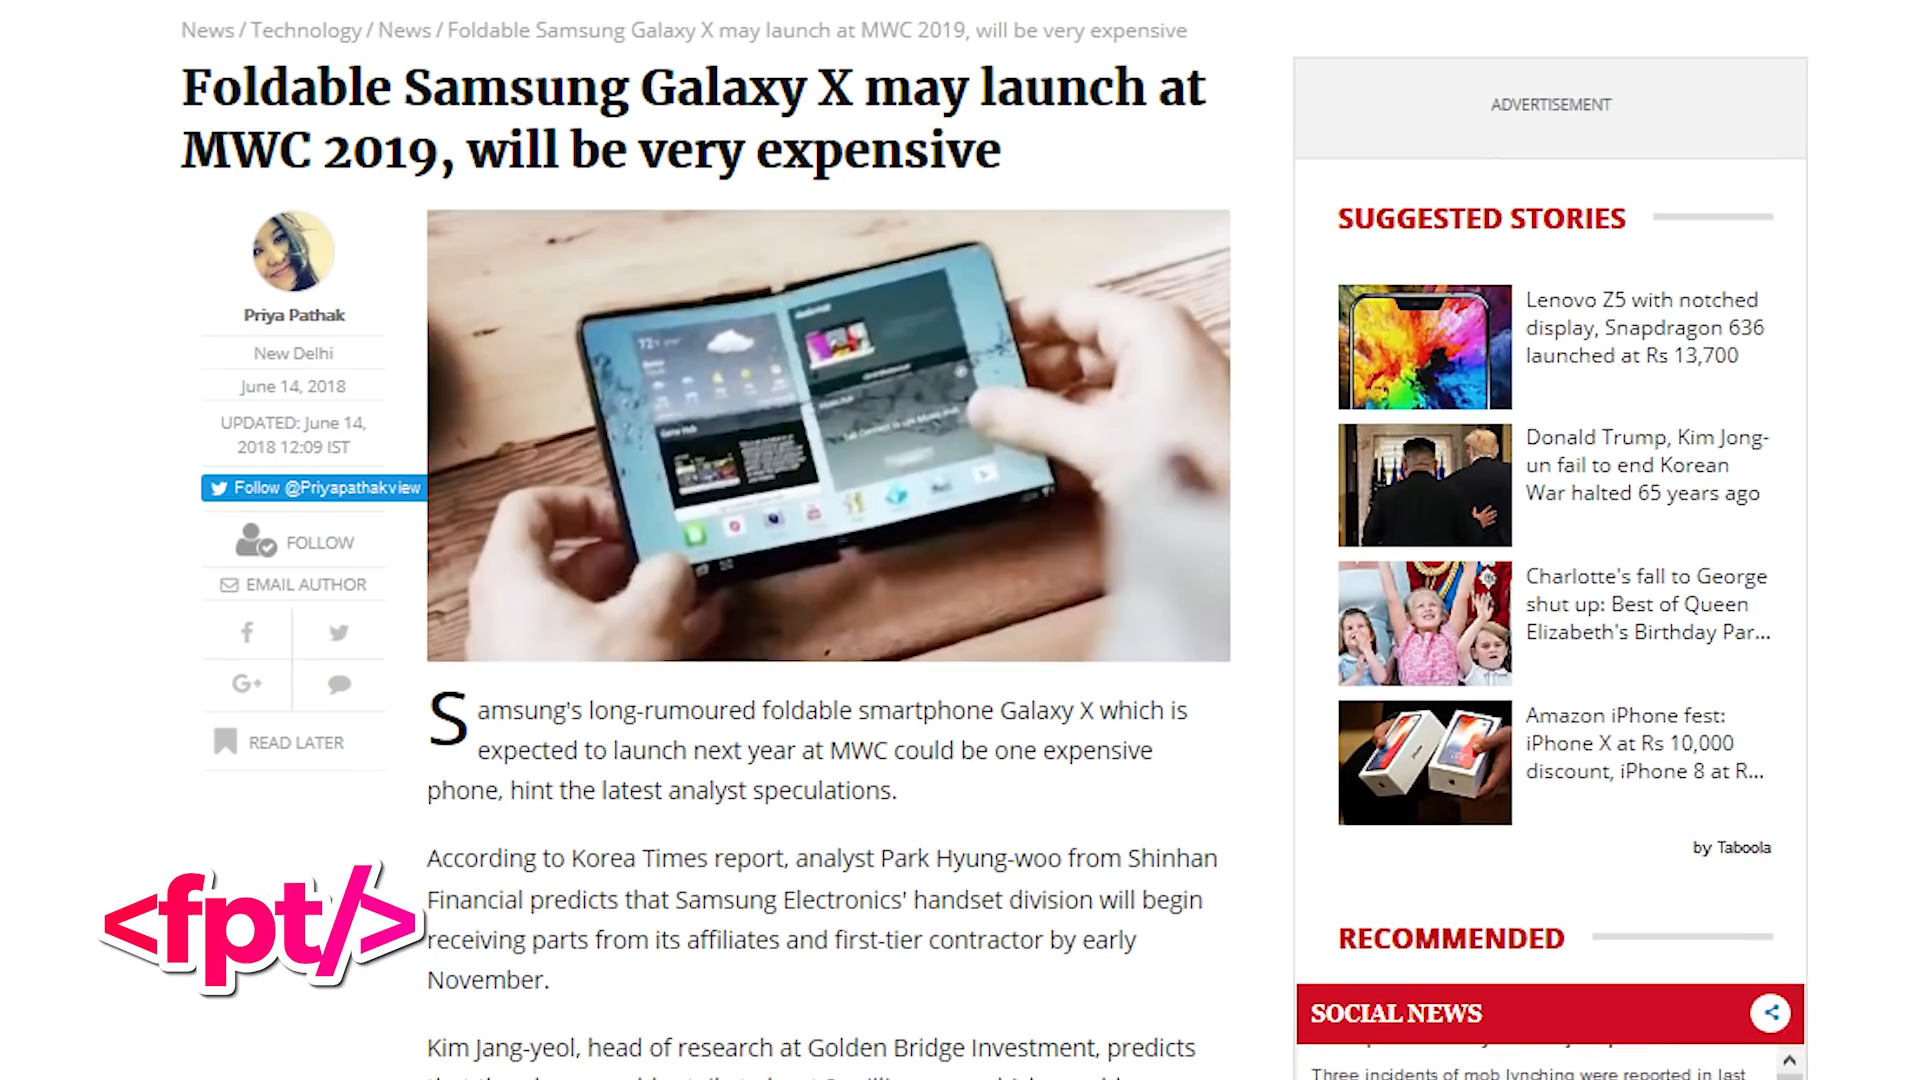 News / Technology / News / Foldable Samsung Galaxy X may launch at MWC 2019, will be very expensive
Foldable Samsung Galaxy X may launch at
MWC 2019, will be very expensive
Priya Pathak
New Delhi
June 14, 2018
UPDATED: June 14,
2018 12:09 IST
Follow @Priyapathakview
FOLLOW
EMAIL AUTHOR
G+
READ LATER
Samsung's long-rumoured foldable smartphone Galaxy X which is
expected to launch next year at MWC could be one expensive
phone, hint the latest analyst speculations.
According to Korea Times report, analyst Park Hyung-woo from Shinhan
Financial predicts that Samsung Electronics' handset division will begin
receiving parts from its affiliates and first-tier contractor by early
November.
Kim Jang-yeol, head of research at Golden Bridge Investment, predicts
<fpt/>
ADVERTISEMENT
SUGGESTED STORIES
Lenovo Z5 with notched
display, Snapdragon 636
launched at Rs 13,700
Donald Trump, Kim Jong-
un fail to end Korean
War halted 65 years ago
Charlotte's fall to George
shut up: Best of Queen
Elizabeth's Birthday Par...
Amazon iPhone fest:
iPhone X at Rs 10,000
discount, iPhone 8 at R...
by Taboola
RECOMMENDED
SOCIAL NEWS
Three incidents of mob lynching were reported in last